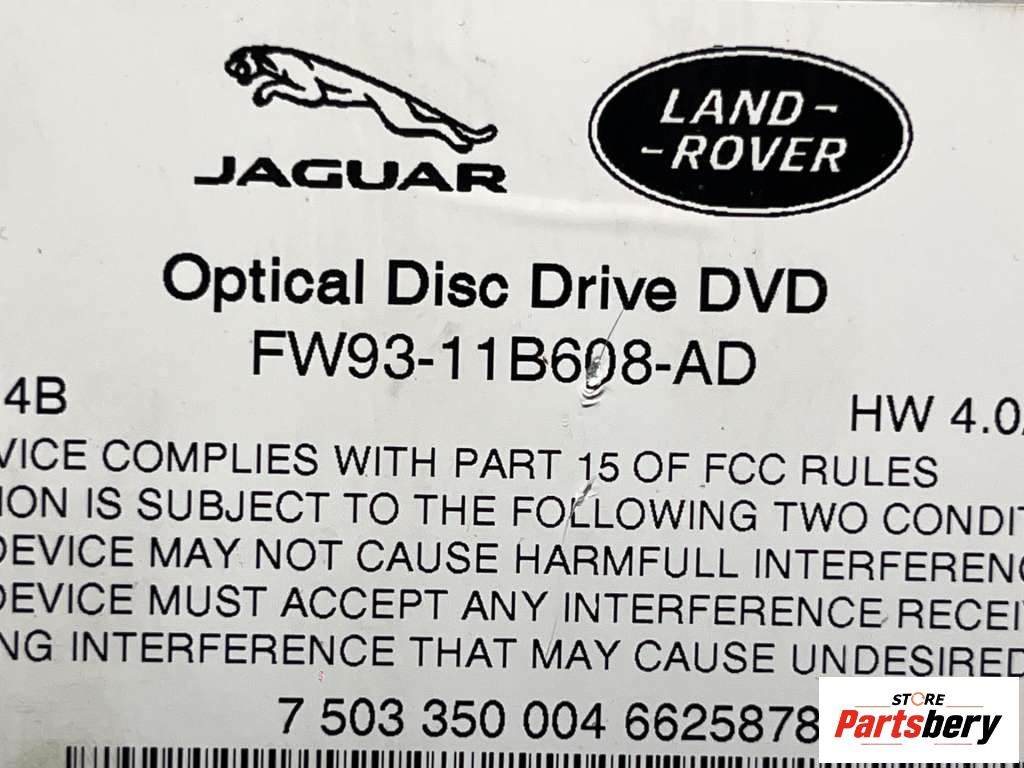 JAGUAR
LAND-
-ROVER
Optical Disc Drive DVD
FW93-11B608-AD
4B
HW 4.0
VICE COMPLIES WITH PART 15 OF FCC RULES
ION IS SUBJECT TO THE FOLLOWING TWO CONDIT
DEVICE MAY NOT CAUSE HARMFULL INTERFERENC
DEVICE MUST ACCEPT ANY INTERFERENCE RECEI
NG INTERFERENCE THAT MAY CAUSE UNDESIRED
7 503 350 004 6625878
STORE
Partsbery